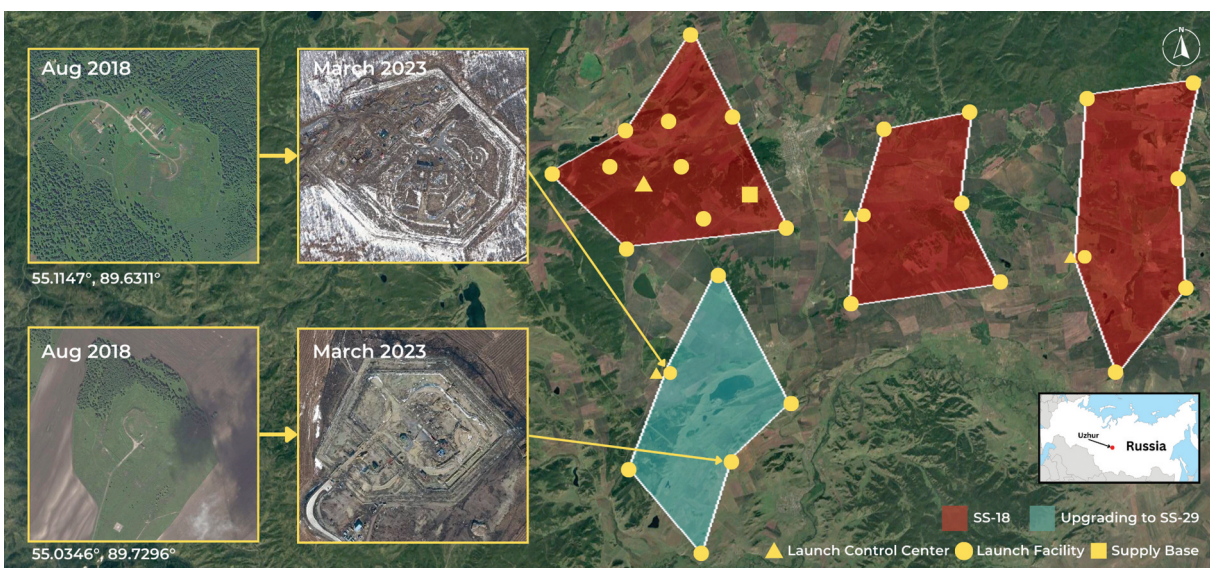 Aug 2018
March 2023
N
55.1147°, 89.6311°
Aug 2018
March 2023
55.0346°, 89.7296°
Uzhur
Russia
SS-18
Upgrading to SS-29
Launch Control Center
Launch Facility
Supply Base